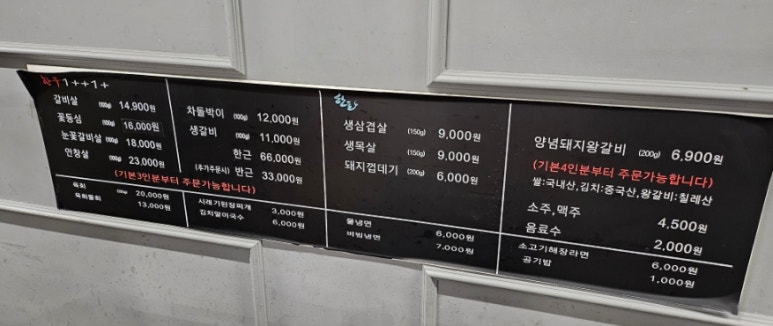 한우 1++1+
갈비살 (100g) 14,900원
꽃등심 (100g) 16,000원
눈꽃갈비살 (100g) 18,000원
안창살 (100g) 23,000원
차돌박이 (100g) 12,000원
생갈비 (100g) 11,000원
한근 66,000원
(추가주문시) 반근 33,000원
(기본3인분부터 주문가능합니다)
육회 20,000원
육회물회 13,000원
시래기된장찌개 3,000원
김치말이국수 6,000원
한돈
생삼겹살 (150g) 9,000원
생목살 (150g) 9,000원
돼지껍데기 (200g) 6,000원
물냉면 6,000원
비빔냉면 7,000원
양념돼지왕갈비 (200g) 6,900원
(기본4인분부터 주문가능합니다)
쌀:국내산,김치:중국산,왕갈비:칠레산
소주,맥주 4,500원
음료수 2,000원
소고기해장라면 6,000원
공기밥 1,000원